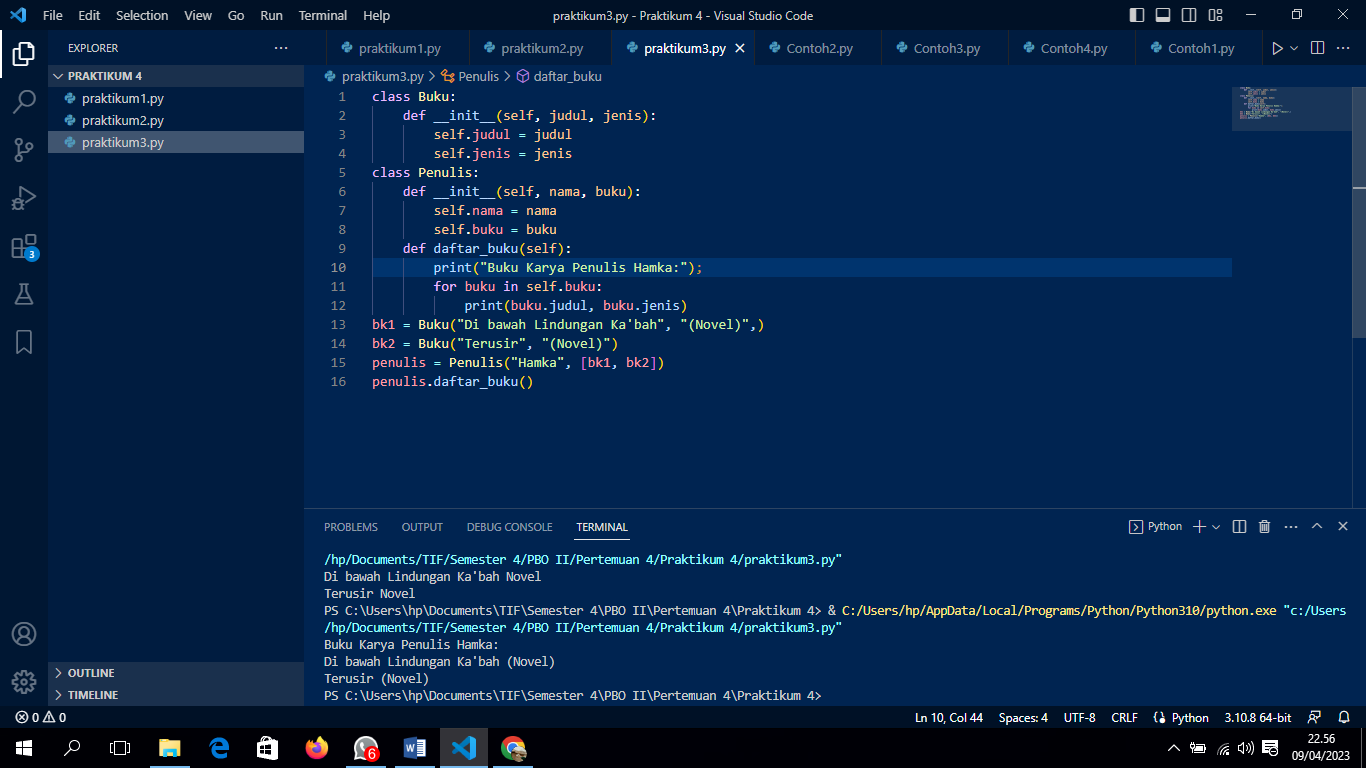 File Edit Selection View Go Run Terminal Help praktikum3.py - Praktikum 4 - Visual Studio Code
EXPLORER
praktikum1.py praktikum2.py praktikum3.py Contoh2.py Contoh3.py Contoh4.py Contoh1.py
PRAKTIKUM 4
praktikum1.py
praktikum2.py
praktikum3.py
3
OUTLINE
TIMELINE
praktikum3.py > Penulis > daftar_buku
1 class Buku:
2 def __init__(self, judul, jenis):
3 self.judul = judul
4 self.jenis = jenis
5 class Penulis:
6 def __init__(self, nama, buku):
7 self.nama = nama
8 self.buku = buku
9 def daftar_buku(self):
10 print("Buku Karya Penulis Hamka:");
11 for buku in self.buku:
12 print(buku.judul, buku.jenis)
13 bk1 = Buku("Di bawah Lindungan Ka'bah", "(Novel)",)
14 bk2 = Buku("Terusir", "(Novel)")
15 penulis = Penulis("Hamka", [bk1, bk2])
16 penulis.daftar_buku()
PROBLEMS OUTPUT DEBUG CONSOLE TERMINAL Python
/hp/Documents/TIF/Semester 4/PBO II/Pertemuan 4/Praktikum 4/praktikum3.py"
Di bawah Lindungan Ka'bah Novel
Terusir Novel
PS C:\Users\hp\Documents\TIF\Semester 4\PBO II\Pertemuan 4\Praktikum 4> & C:/Users/hp/AppData/Local/Programs/Python/Python310/python.exe "c:/Users
/hp/Documents/TIF/Semester 4/PBO II/Pertemuan 4/Praktikum 4/praktikum3.py"
Buku Karya Penulis Hamka:
Di bawah Lindungan Ka'bah (Novel)
Terusir (Novel)
PS C:\Users\hp\Documents\TIF\Semester 4\PBO II\Pertemuan 4\Praktikum 4>
0 0 Ln 10, Col 44 Spaces: 4 UTF-8 CRLF Python 3.10.8 64-bit
6
22.56
09/04/2023